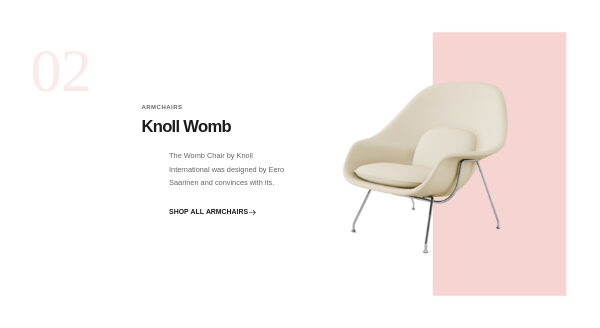 02
ARMCHAIRS
Knoll Womb
The Womb Chair by Knoll
International was designed by Eero
Saarinen and convinces with its.
SHOP ALL ARMCHAIRS→